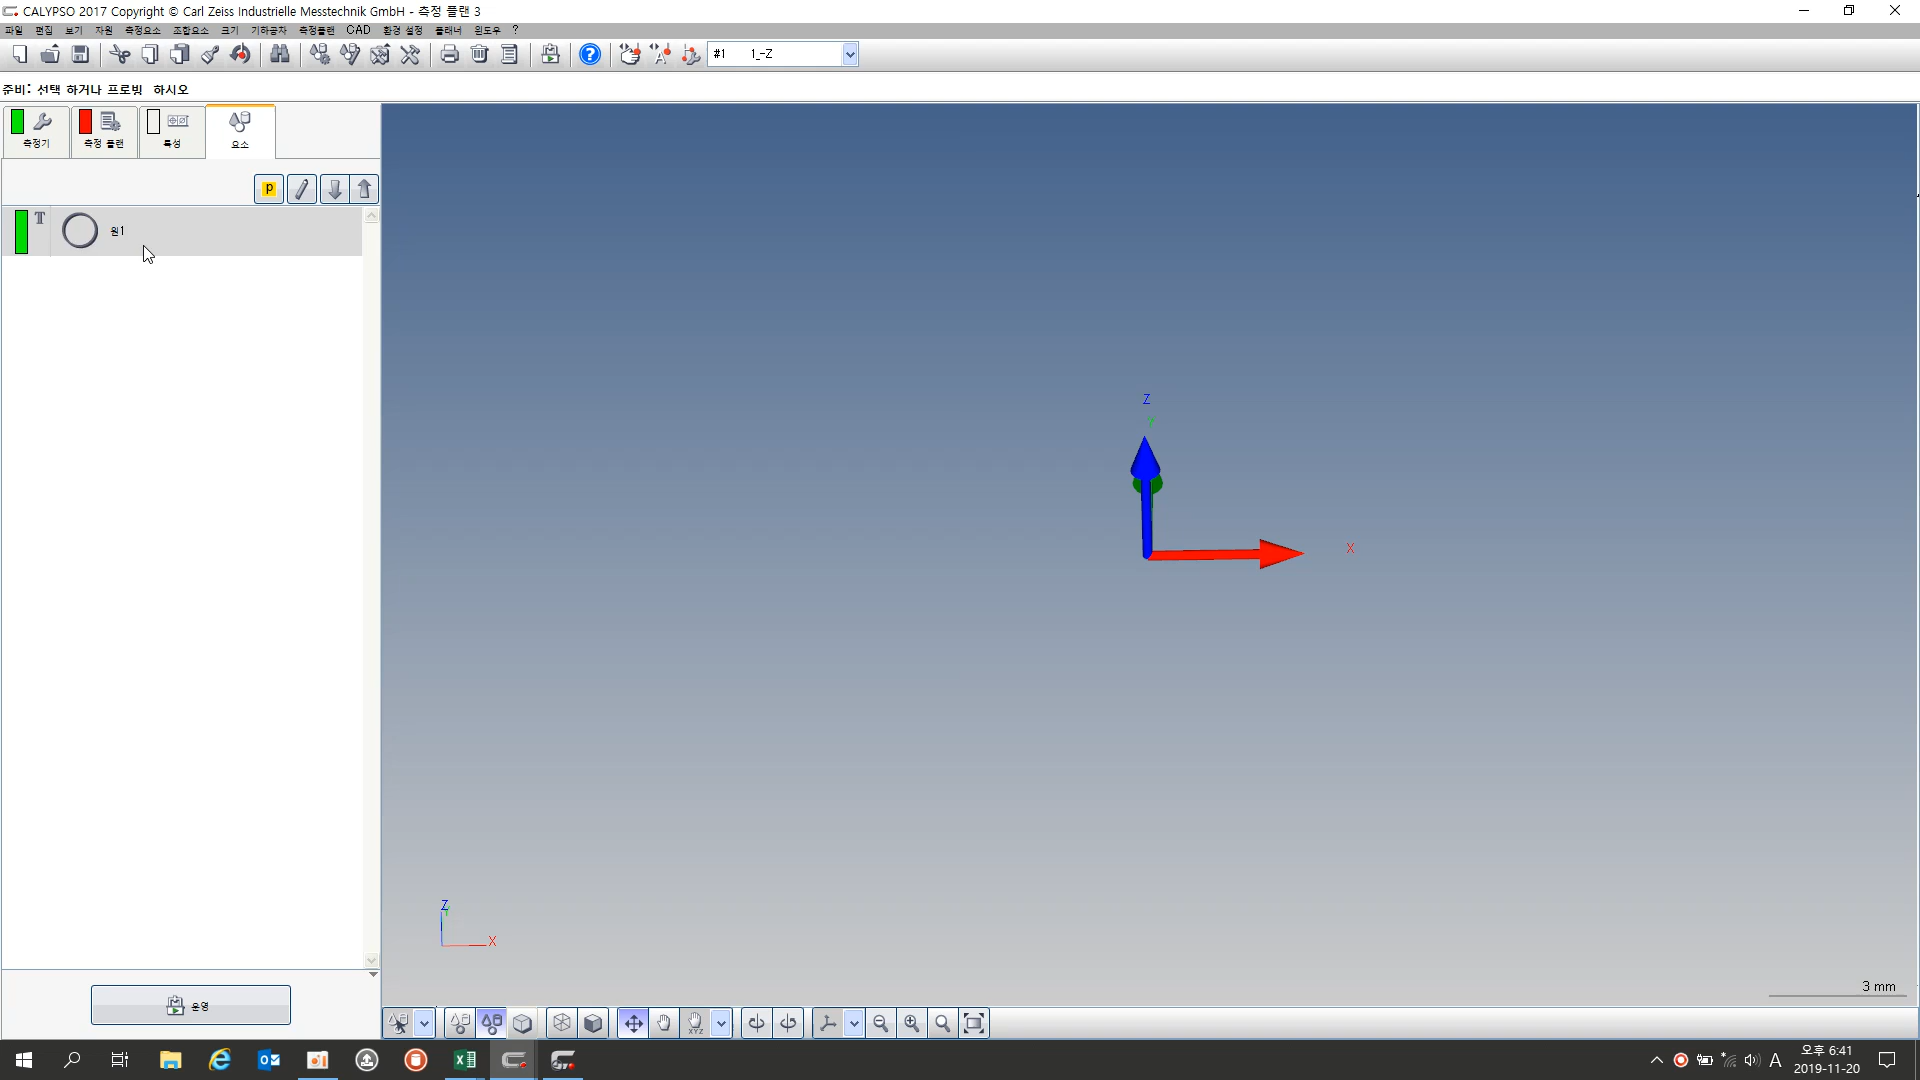 CALYPSO 2017 Copyright © Carl Zeiss Industrielle Messtechnik GmbH - 측정 플랜 3
파일 편집 보기 자원 측정요소 조합요소 크기 기하공차 측정플랜 CAD 환경 설정 플래너 윈도우 ?
#1 1_-Z
준비: 선택 하거나 프로빙 하시오
측정기 측정 플랜 특성 요소
p
T 원1
Z
Y
X
Z
Y
X
3 mm
운영
XYZ
A 오후 6:41
2019-11-20